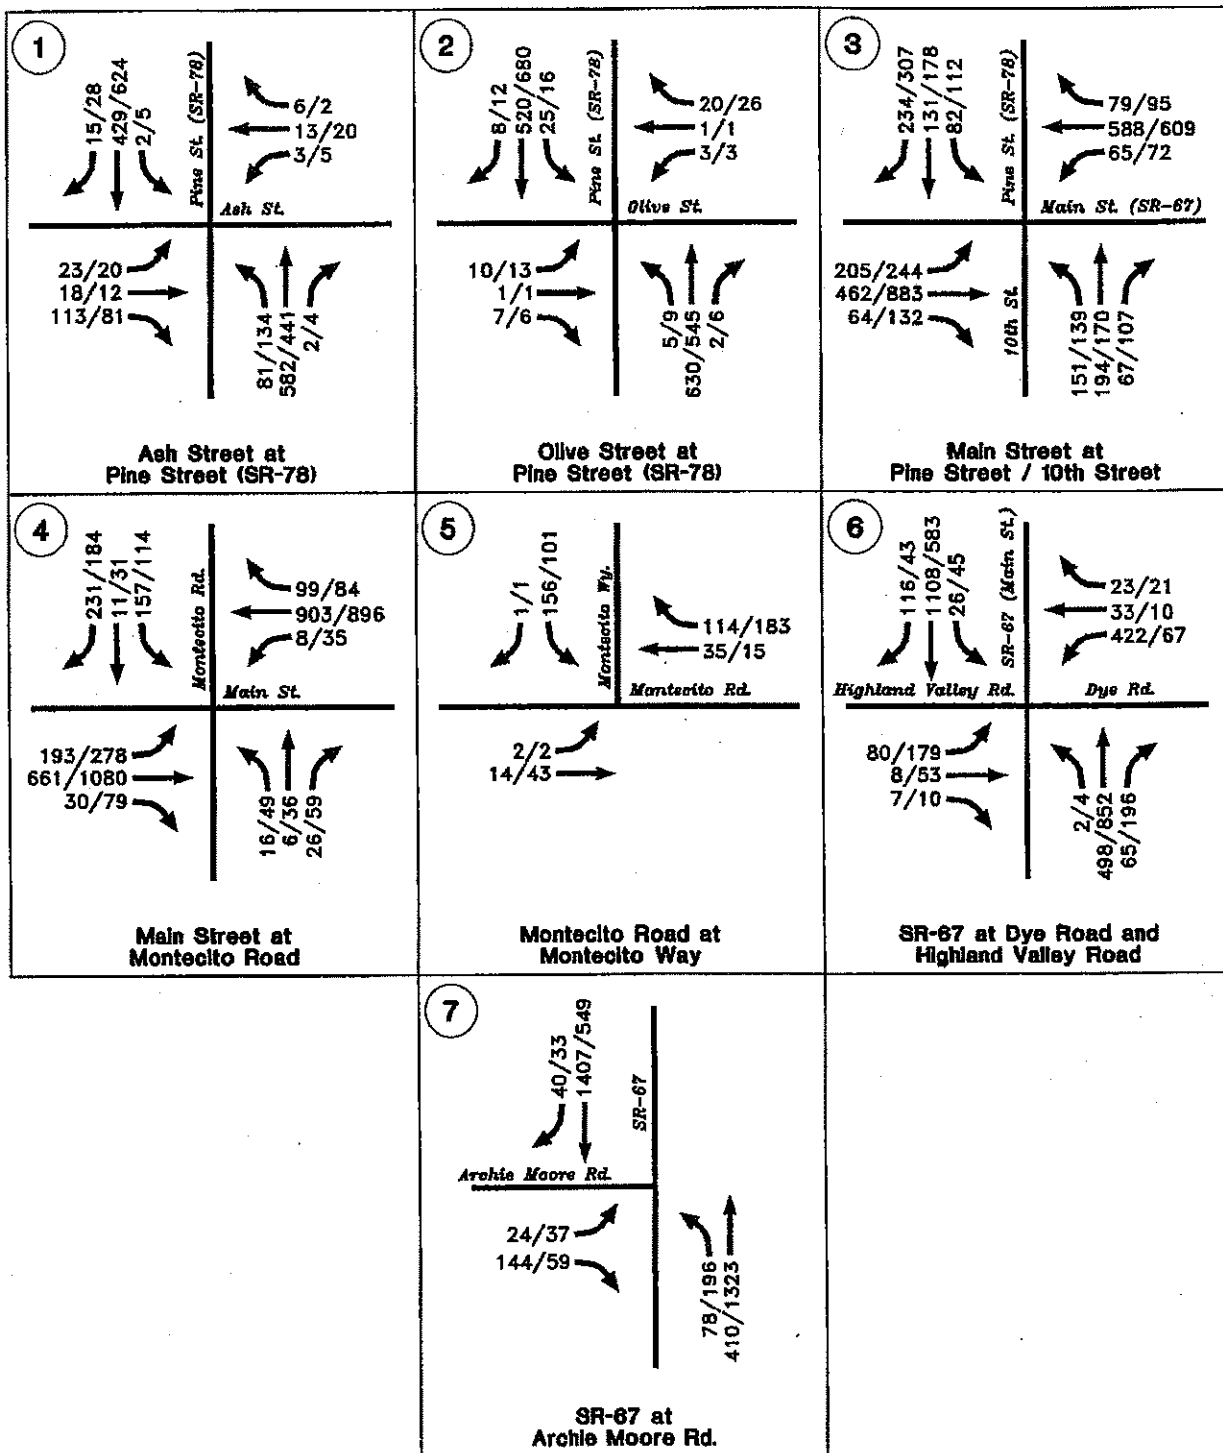 1
15/28
429/624
2/5
Pine St. (SR-78)
6/2
13/20
3/5
Ash St.
23/20
18/12
113/81
81/134
582/441
2/4
Ash Street at
Pine Street (SR-78)
2
8/12
520/680
25/16
Pine St. (SR-78)
20/26
1/1
3/3
Olive St.
10/13
1/1
7/6
5/9
630/545
2/6
Olive Street at
Pine Street (SR-78)
3
234/307
131/178
82/112
Pine St. (SR-78)
79/95
588/609
65/72
Main St. (SR-67)
205/244
462/883
64/132
10th St.
151/139
194/170
67/107
Main Street at
Pine Street / 10th Street
4
231/184
11/31
157/114
Montecito Rd.
99/84
903/896
8/35
Main St.
193/278
661/1080
30/79
16/49
6/36
26/59
Main Street at
Montecito Road
5
1/1
156/101
Montecito Wy.
114/183
35/15
Montecito Rd.
2/2
14/43
Montecito Road at
Montecito Way
6
116/43
1108/583
26/45
SR-67 (Main St.)
23/21
33/10
422/67
Highland Valley Rd.
Dye Rd.
80/179
8/53
7/10
2/4
498/852
65/196
SR-67 at Dye Road and
Highland Valley Road
7
40/33
1407/549
SR-67
Archie Moore Rd.
24/37
144/59
78/196
410/1323
SR-67 at
Archie Moore Rd.